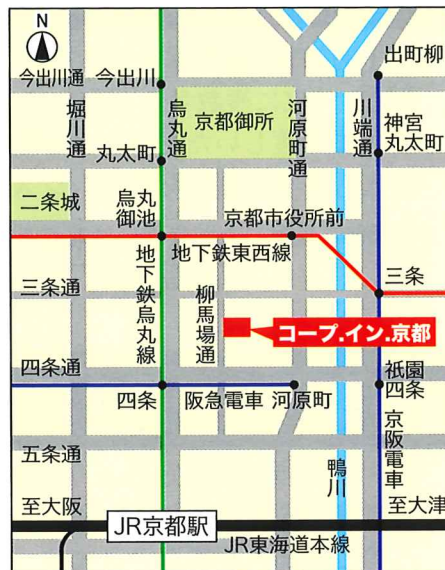 N
今出川通
今出川
出町柳
堀川通
烏丸通
京都御所
河原町通
川端通
神宮
丸太町
丸太町
二条城
烏丸
御池
京都市役所前
地下鉄東西線
三条通
地下鉄烏丸線
柳馬場通
三条
コープ.イン.京都
四条通
四条
阪急電車
河原町
祇園
四条
京阪電車
五条通
鴨川
至大阪
至大津
JR京都駅
JR東海道本線